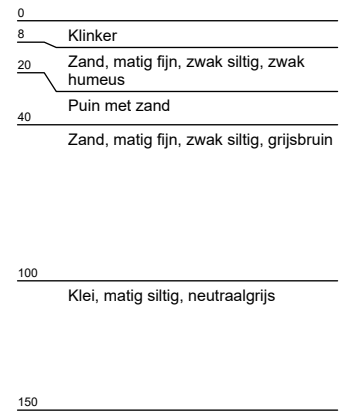 0
8
Klinker
20
Zand, matig fijn, zwak siltig, zwak
humeus
Puin met zand
40
Zand, matig fijn, zwak siltig, grijsbruin
100
Klei, matig siltig, neutraalgrijs
150